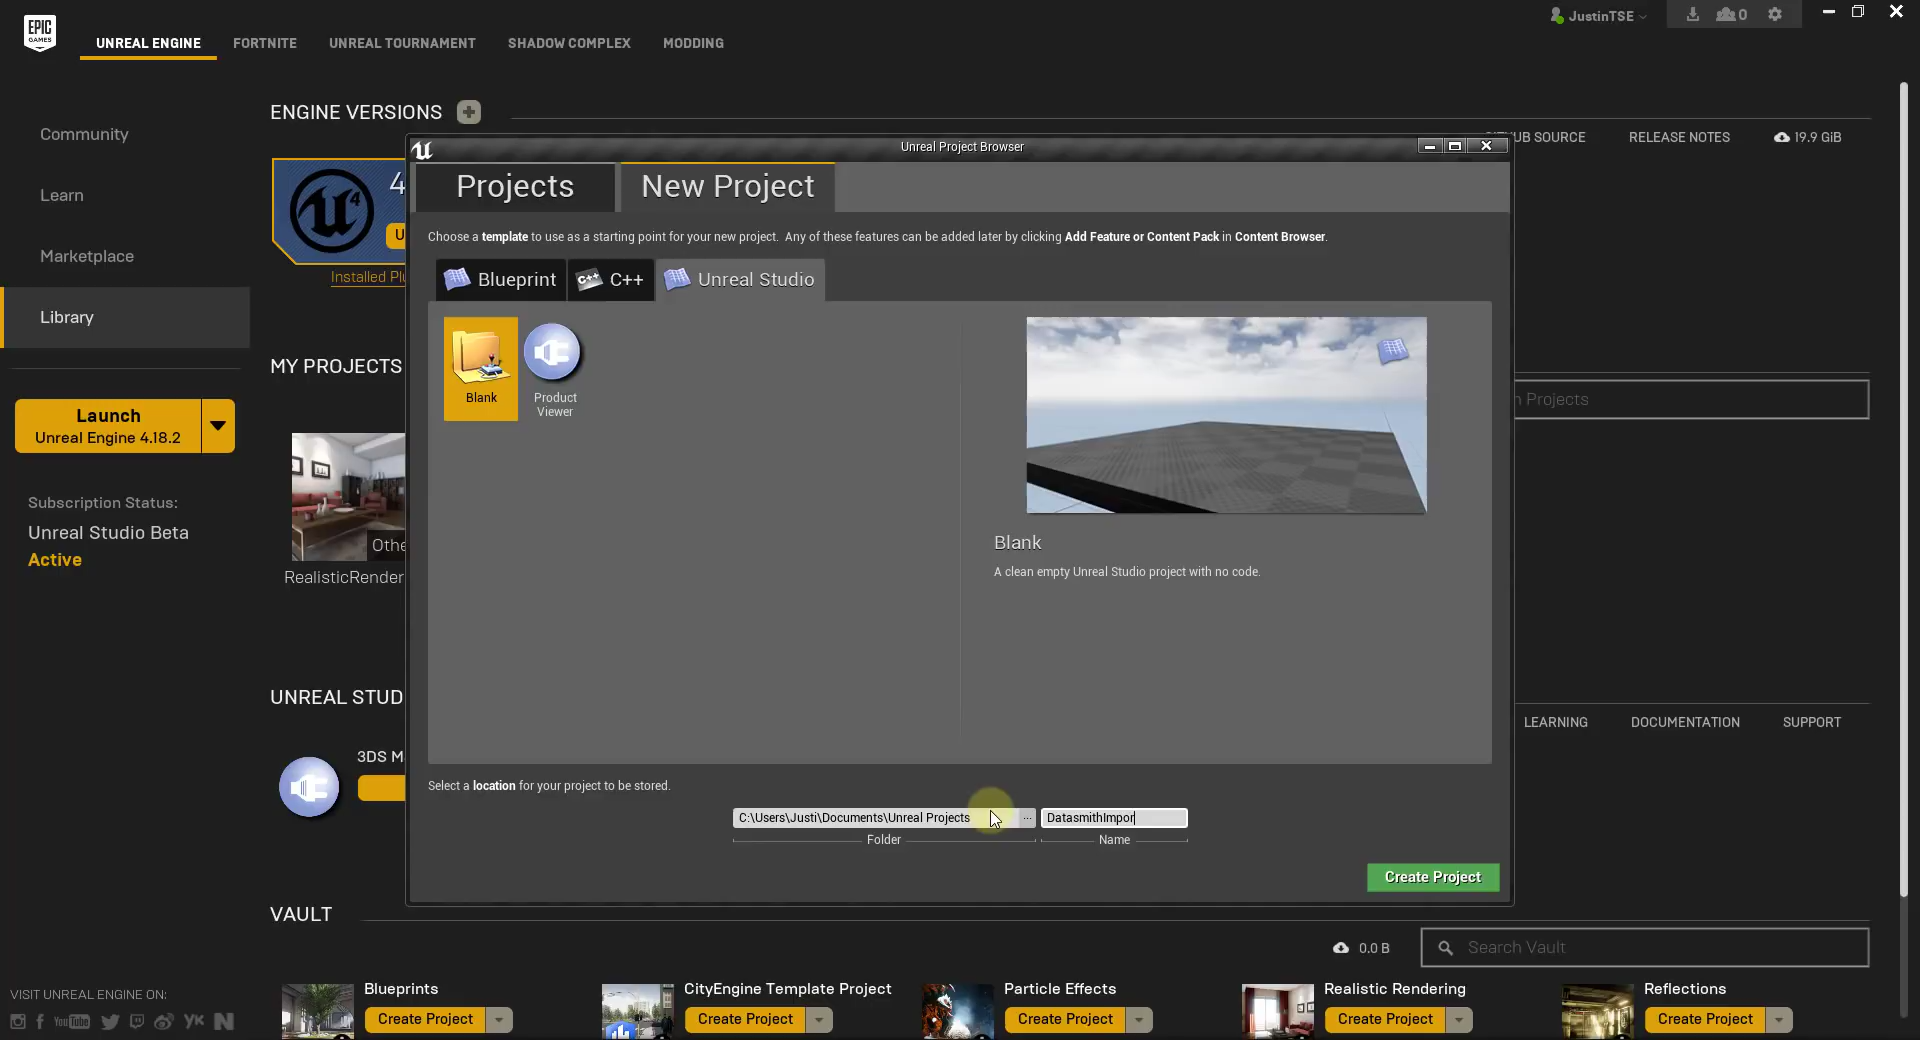 EPIC
GAMES
UNREAL ENGINE
FORTNITE
UNREAL TOURNAMENT
SHADOW COMPLEX
MODDING
JustinTSE
0
Community
Learn
Marketplace
Library
Launch
Unreal Engine 4.18.2
Subscription Status:
Unreal Studio Beta
Active
VISIT UNREAL ENGINE ON:
You Tube
ENGINE VERSIONS
SOURCE
RELEASE NOTES
19.9 GiB
4
Installed Plu
MY PROJECTS
Projects
Othe
RealisticRender
UNREAL STUD
LEARNING
DOCUMENTATION
SUPPORT
3DS M
Unreal Project Browser
Projects
New Project
Choose a template to use as a starting point for your new project. Any of these features can be added later by clicking Add Feature or Content Pack in Content Browser.
Blueprint
C++
C++
Unreal Studio
Blank
Product
Viewer
Blank
A clean empty Unreal Studio project with no code.
Select a location for your project to be stored.
C:\Users\Justi\Documents\Unreal Projects
...
DatasmithImpor
Folder
Name
Create Project
VAULT
0.0 B
Search Vault
Blueprints
Create Project
CityEngine Template Project
Create Project
Particle Effects
Create Project
Realistic Rendering
Create Project
Reflections
Create Project